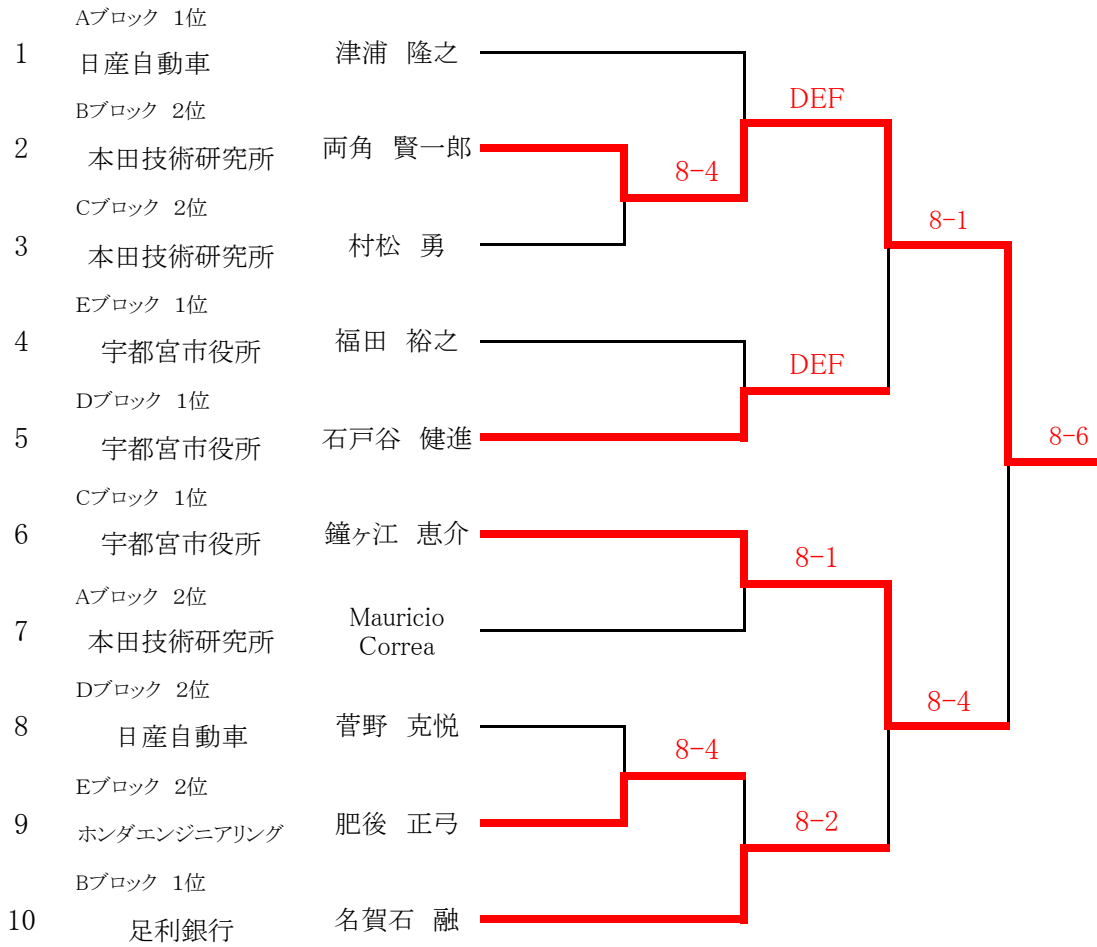 Aブロック 1位
1 日産自動車 津浦 隆之
DEF
Bブロック 2位
2 本田技術研究所 両角 賢一郎
8-4
Cブロック 2位
8-1
3 本田技術研究所 村松 勇
Eブロック 1位
4 宇都宮市役所 福田 裕之
DEF
Dブロック 1位
5 宇都宮市役所 石戸谷 健進
8-6
Cブロック 1位
6 宇都宮市役所 鐘ヶ江 恵介
8-1
Aブロック 2位
7 本田技術研究所 Mauricio
Correa
Dブロック 2位
8-4
8 日産自動車 菅野 克悦
8-4
Eブロック 2位
9 ホンダエンジニアリング 肥後 正弓
8-2
Bブロック 1位
10 足利銀行 名賀石 融